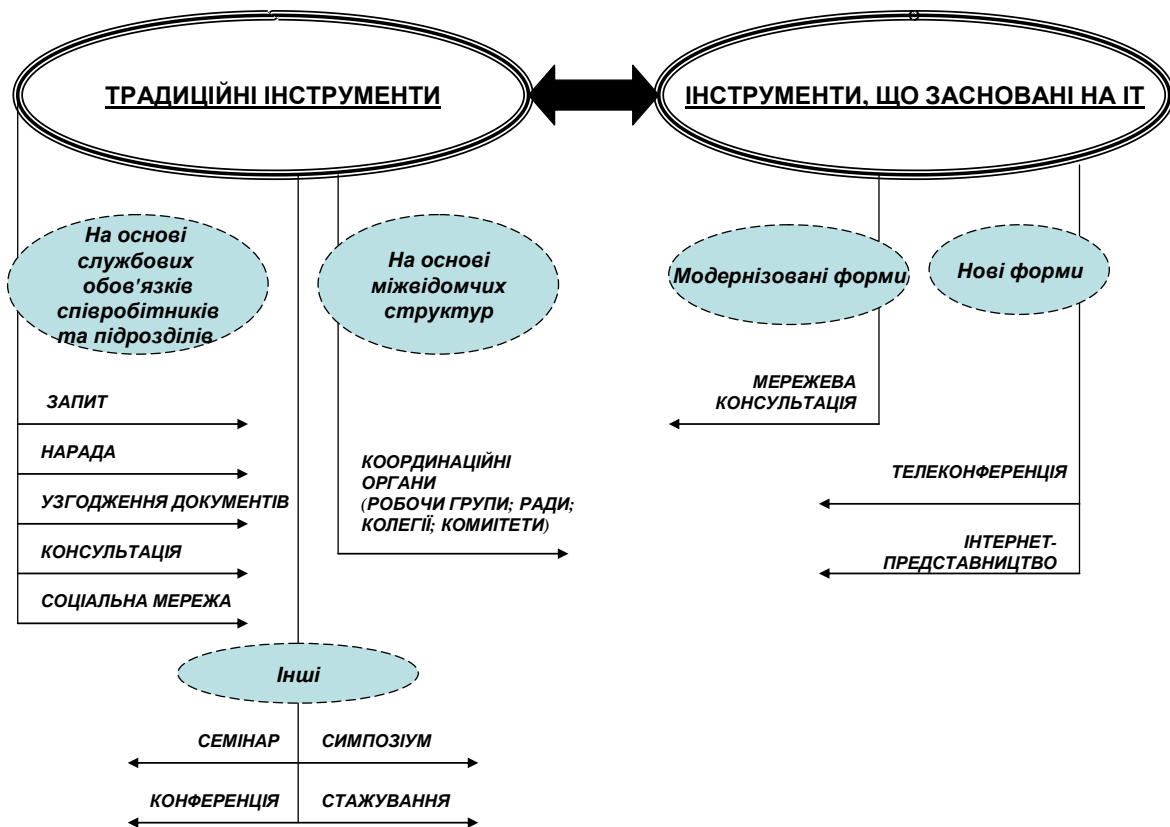 ТРАДИЦІЙНІ ІНСТРУМЕНТИ
ІНСТРУМЕНТИ, ЩО ЗАСНОВАНІ НА ІТ
На основі
службових
обов'язків
співробітників
та підрозділів
На основі
міжвідомчих
структур
Модернізовані форми
Нові форми
ЗАПИТ
НАРАДА
УЗГОДЖЕННЯ ДОКУМЕНТІВ
КОНСУЛЬТАЦІЯ
СОЦІАЛЬНА МЕРЕЖА
КООРДИНАЦІЙНІ
ОРГАНИ
(РОБОЧИ ГРУПИ; РАДИ;
КОЛЕГІЇ; КОМИІТЕТИ)
МЕРЕЖЕВА
КОНСУЛЬТАЦІЯ
ТЕЛЕКОНФЕРЕНЦІЯ
ІНТЕРНЕТ-
ПРЕДСТАВНИЦТВО
Інші
СЕМІНАР
СИМПОЗІУМ
КОНФЕРЕНЦІЯ
СТАЖУВАННЯ